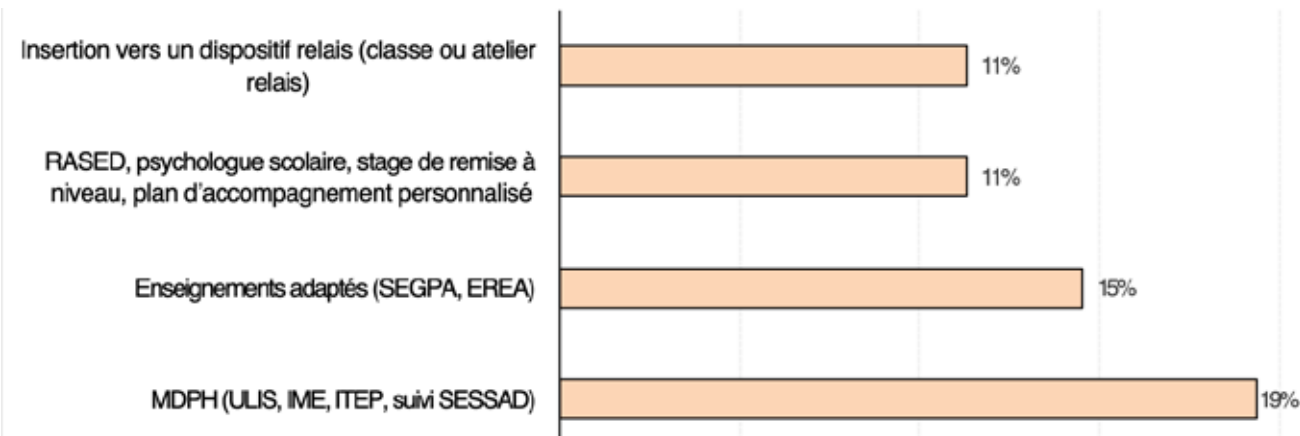 Insertion vers un dispositif relais (classe ou atelier
relais)
11%
RASED, psychologue scolaire, stage de remise à
niveau, plan d'accompagnement personnalisé
11%
Enseignements adaptés (SEGPA, EREA)
15%
MDPH (ULIS, IME, ITEP, suivi SESSAD)
19%